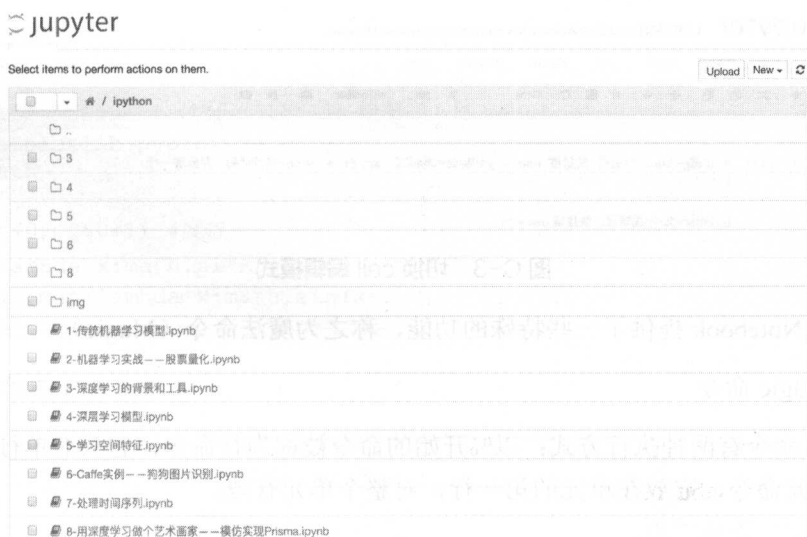 jupyter
Select items to perform actions on them.
Upload New
/ ipython
..
3
4
5
6
8
img
1-传统机器学习模型.ipynb
2-机器学习实战——股票量化.ipynb
3-深度学习的背景和工具.ipynb
4-深层学习模型.ipynb
5-学习空间特征.ipynb
6-Caffe实例——狗狗图片识别.ipynb
7-处理时间序列.ipynb
8-用深度学习做个艺术画家——模仿实现Prisma.ipynb